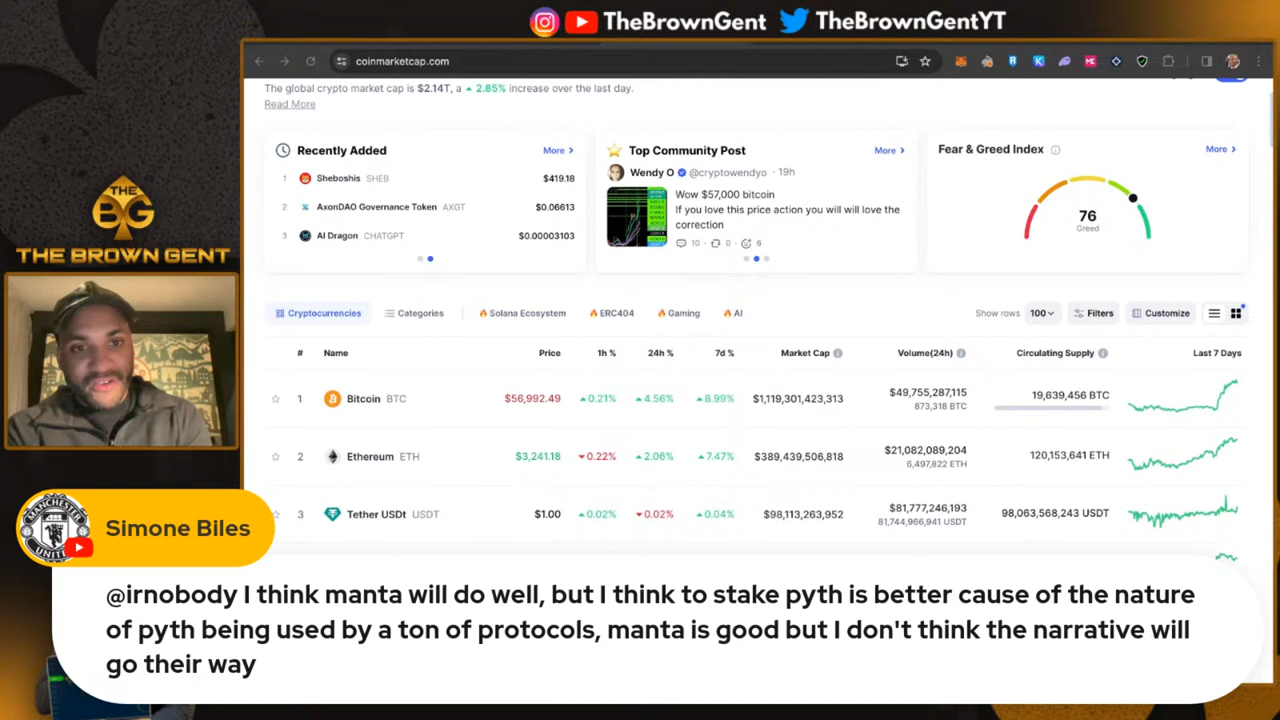 TheBrownGent TheBrownGentYT
coinmarketcap.com
The global crypto market cap is $2.14T, a 2.85% increase over the last day.
Read More
Recently Added More
1 Sheboshis SHEB $419.18
2 AxonDAO Governance Token AXGT $0.06613
3 AI Dragon CHATGPT $0.00003103
Top Community Post More
Wendy O @cryptowendyo · 19h
Wow $57,000 bitcoin
If you love this price action you will will love the
correction
10 0 6
Fear & Greed Index More
76
Greed
THE
BG
THE BROWN GENT
Cryptocurrencies Categories Solana Ecosystem ERC404 Gaming AI Show rows 100 Filters Customize
# Name Price 1h % 24h % 7d % Market Cap Volume(24h) Circulating Supply Last 7 Days
1 Bitcoin BTC $56,992.49 0.21% 4.56% 8.99% $1,119,301,423,313 $49,755,287,115 19,639,456 BTC
873,318 BTC
2 Ethereum ETH $3,241.18 0.22% 2.06% 7.47% $389,439,506,818 $21,082,089,204 120,153,641 ETH
6,497,822 ETH
3 Tether USDt USDT $1.00 0.02% 0.02% 0.04% $98,113,263,952 $81,777,246,193 98,063,568,243 USDT
81,744,966,941 USDT
MANCHESTER
UNITED
Simone Biles
@irnobody I think manta will do well, but I think to stake pyth is better cause of the nature
of pyth being used by a ton of protocols, manta is good but I don't think the narrative will
go their way